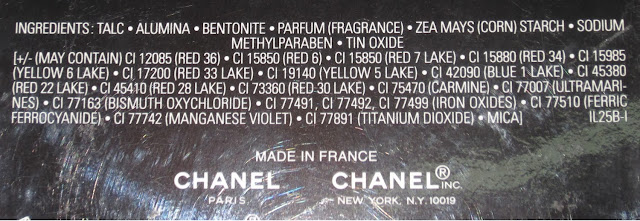 INGREDIENTS: TALC • ALUMINA • BENTONITE • PARFUM (FRAGRANCE) • ZEA MAYS (CORN) STARCH • SODIUM
METHYLPARABEN • TIN OXIDE
[+/- (MAY CONTAIN) CI 12085 (RED 36) • CI 15850 (RED 6) • CI 15850 (RED 7 LAKE) • CI 15880 (RED 34) • CI 15985
(YELLOW 6 LAKE) • CI 17200 (RED 33 LAKE) • CI 19140 (YELLOW 5 LAKE) • CI 42090 (BLUE 1 LAKE) • CI 45380
(RED 22 LAKE) • CI 45410 (RED 28 LAKE) • CI 73360 (RED 30 LAKE) • CI 75470 (CARMINE) • CI 77007 (ULTRAMARI-
NES) • CI 77163 (BISMUTH OXYCHLORIDE) • CI 77491, CI 77492, CI 77499 (IRON OXIDES) • CI 77510 (FERRIC
FERROCYANIDE) • CI 77742 (MANGANESE VIOLET) • CI 77891 (TITANIUM DIOXIDE) • MICA] IL25B-I
MADE IN FRANCE
CHANEL CHANEL® INC.
PARIS NEW YORK, N.Y. 10019